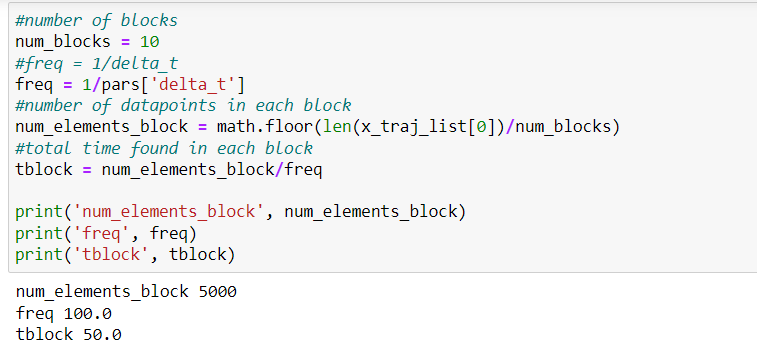 #number of blocks
num_blocks = 10
#freq = 1/delta_t
freq = 1/pars['delta_t']
#number of datapoints in each block
num_elements_block = math.floor(len(x_traj_list[0])/num_blocks)
#total time found in each block
tblock = num_elements_block/freq
print('num_elements_block', num_elements_block)
print('freq', freq)
print('tblock', tblock)
num_elements_block 5000
freq 100.0
tblock 50.0